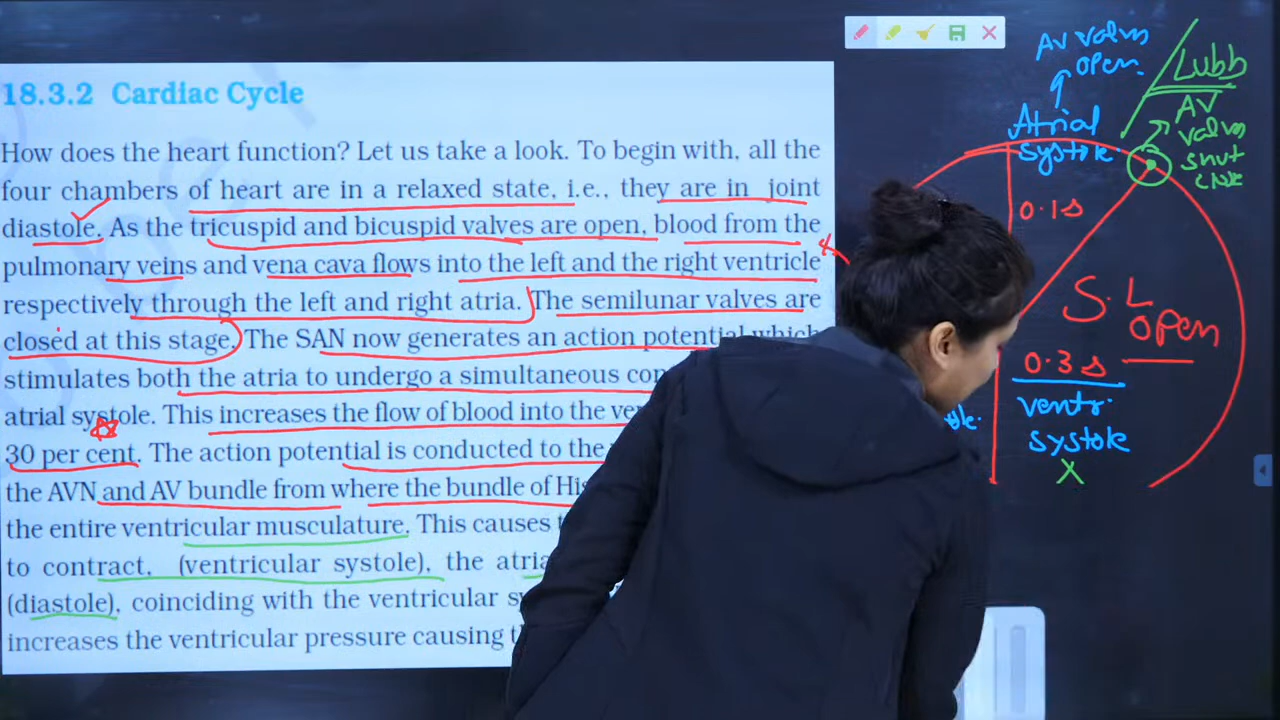 18.3.2 Cardiac Cycle
How does the heart function? Let us take a look. To begin with, all the
four chambers of heart are in a relaxed state, i.e., they are in joint
diastole. As the tricuspid and bicuspid valves are open, blood from the
pulmonary veins and vena cava flows into the left and the right ventricle
respectively through the left and right atria. The semilunar valves are
closed at this stage. The SAN now generates an action potential which
stimulates both the atria to undergo a simultaneous
atrial systole. This increases the flow of blood into the
30 per cent. The action potential is conducted to the
the AVN and AV bundle from where the bundle of
the entire ventricular musculature. This causes
to contract, (ventricular systole), the
(diastole), coinciding with the ventricular
increases the ventricular pressure causing
AV valves
open
Atrial
systole
0.1s
Lubb
AV
valves
shut
S.L
open
0.3s
ventr.
systole
X